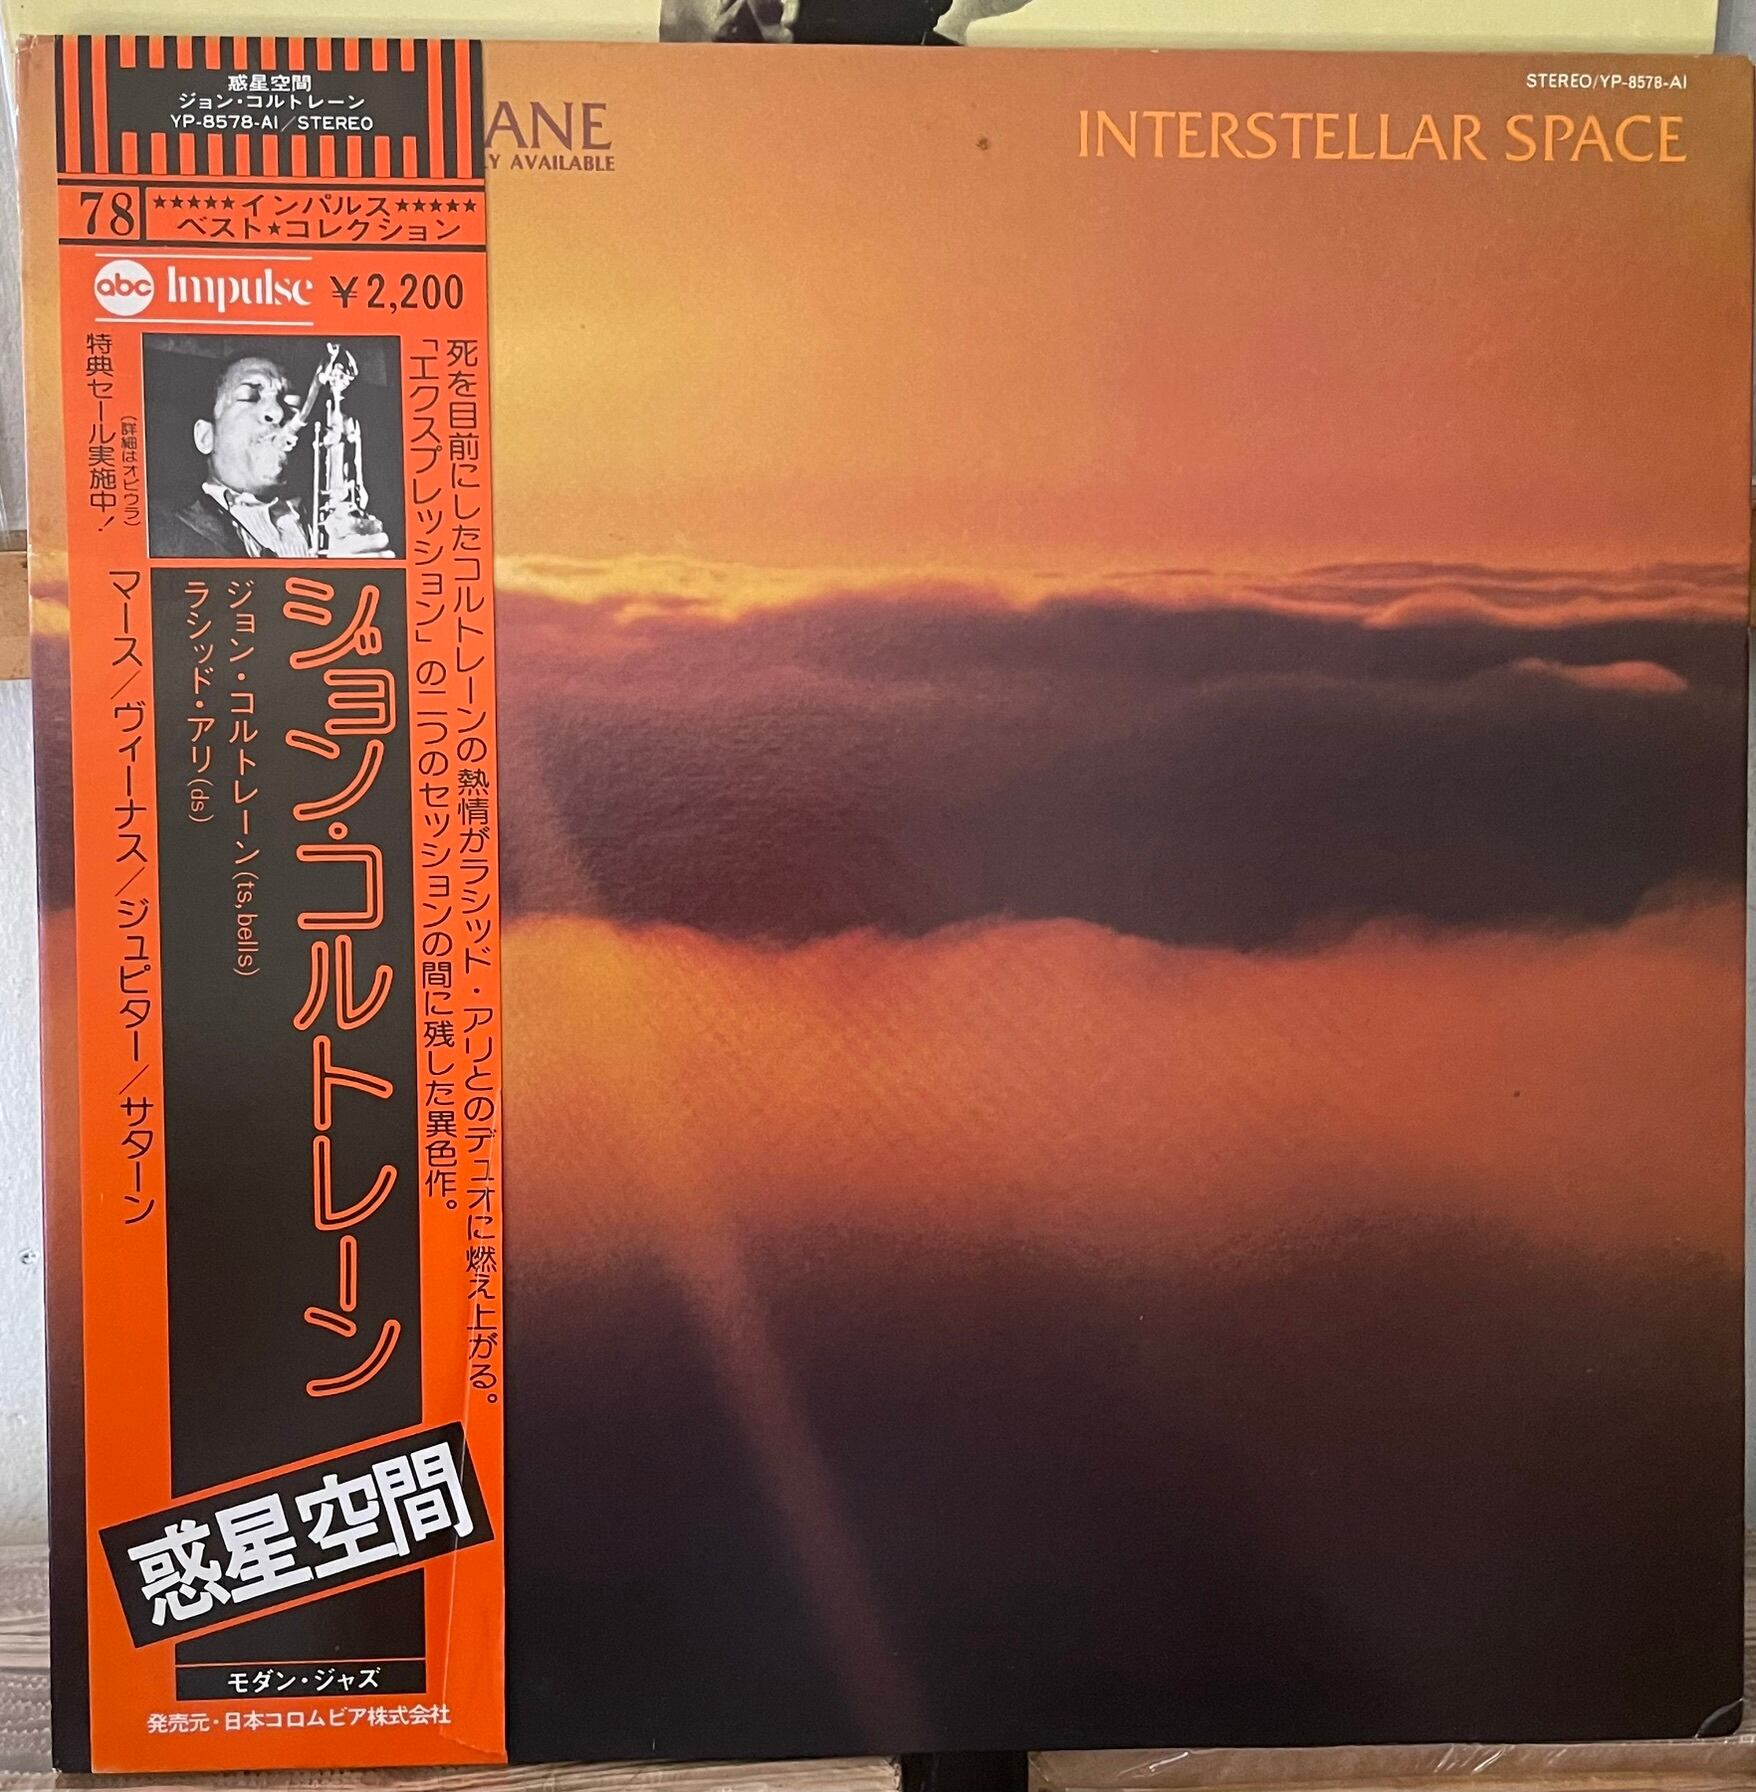 惑星空間
ジョン・コルトレーン
YP-8578-AI/STEREO
78
★★★★★インパルス★★★★★
ベスト★コレクション
abc Impulse ¥2,200
死を目前にしたコルトレーンの熱情がラシッド・アリとのデュオに燃え上がる。
「エクスプレッション」の二つのセッションの間に残した異色作。
特典セール実施中!
(詳細はオビウラ)
ジョン・コルトレーン
ジョン・コルトレーン(ts,bells)
ラシッド・アリ(ds)
マース/ヴィーナス/ジュピター/サターン
惑星空間
モダン・ジャズ
発売元・日本コロムビア株式会社
ANE
LY AVAILABLE
STEREO/YP-8578-AI
INTERSTELLAR SPACE